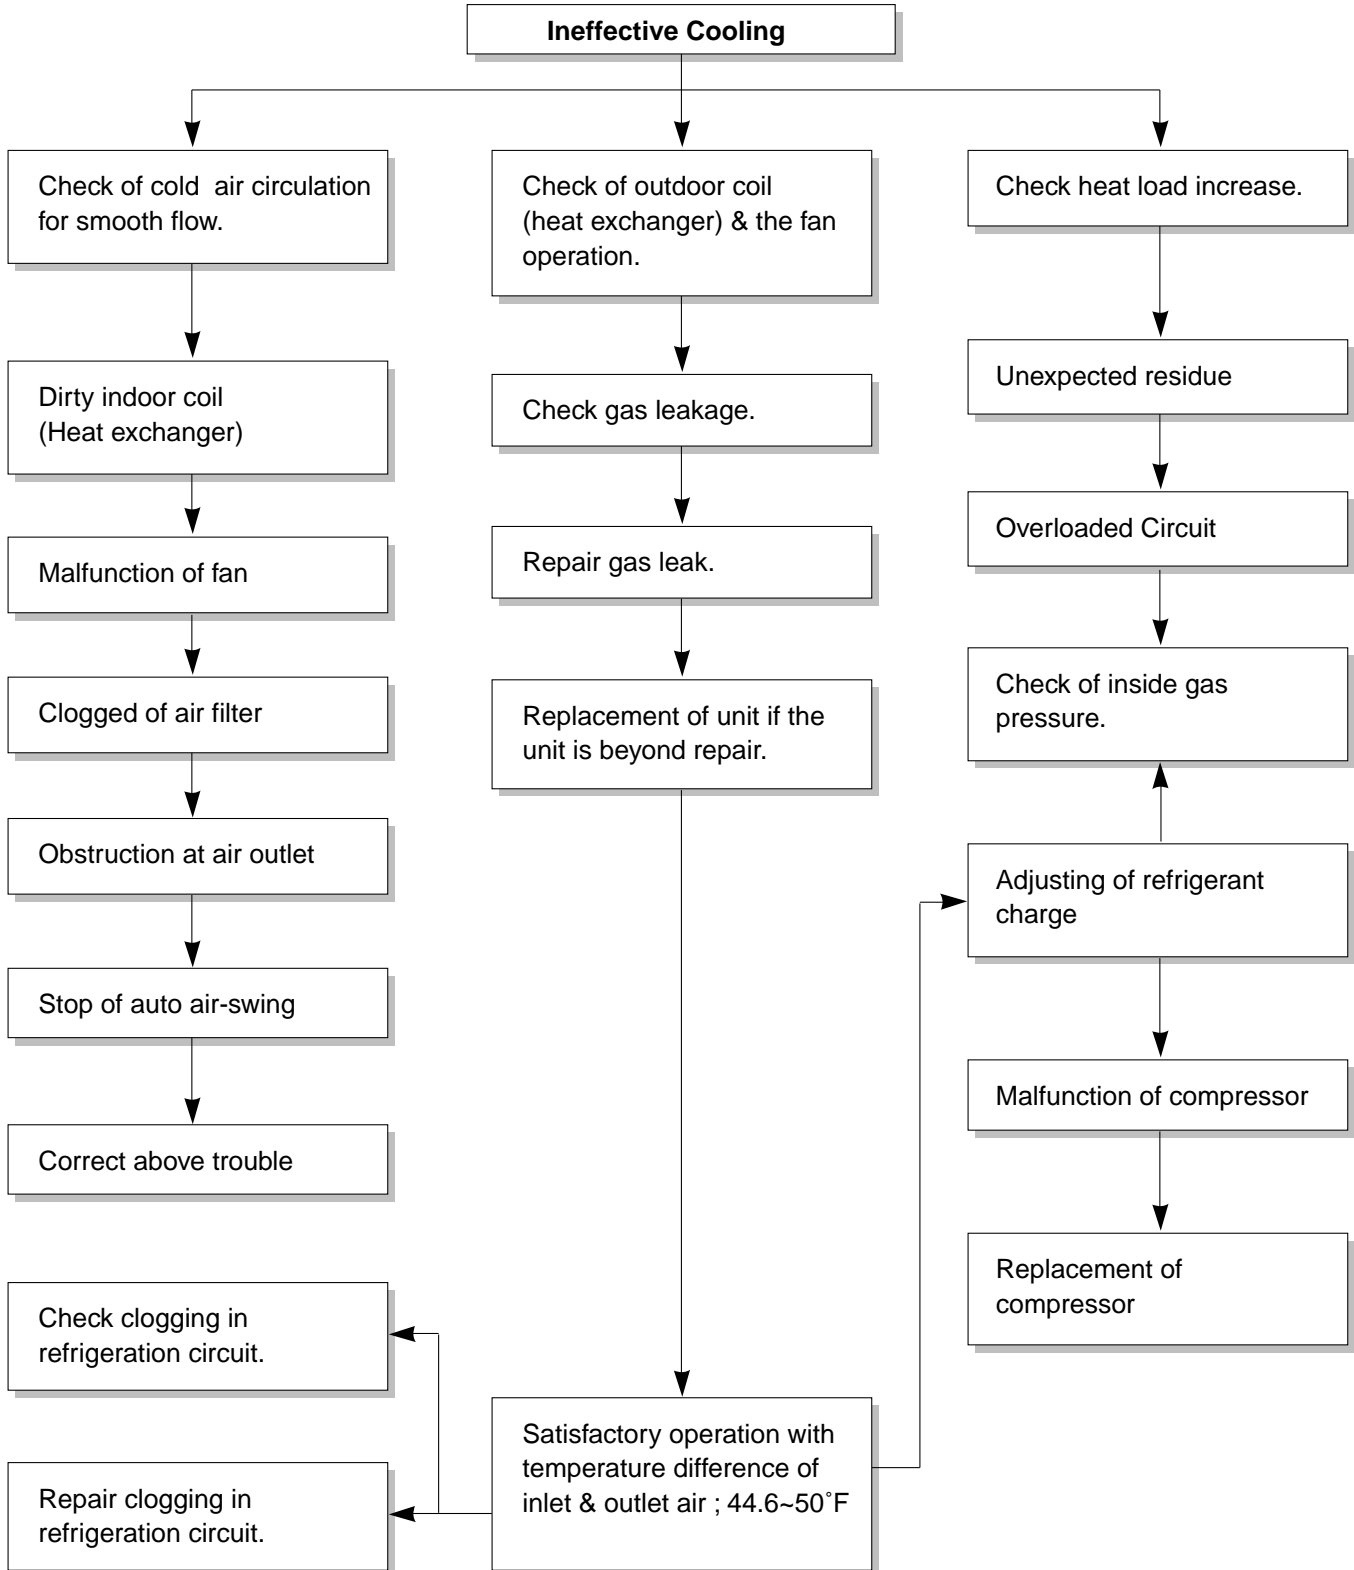 Ineffective Cooling
Check of cold air circulation
for smooth flow.
Dirty indoor coil
(Heat exchanger)
Malfunction of fan
Clogged of air filter
Obstruction at air outlet
Stop of auto air-swing
Correct above trouble
Check clogging in
refrigeration circuit.
Repair clogging in
refrigeration circuit.
Check of outdoor coil
(heat exchanger) & the fan
operation.
Check gas leakage.
Repair gas leak.
Replacement of unit if the
unit is beyond repair.
Satisfactory operation with
temperature difference of
inlet & outlet air ; 44.6~50˚F
Check heat load increase.
Unexpected residue
Overloaded Circuit
Check of inside gas
pressure.
Adjusting of refrigerant
charge
Malfunction of compressor
Replacement of
compressor